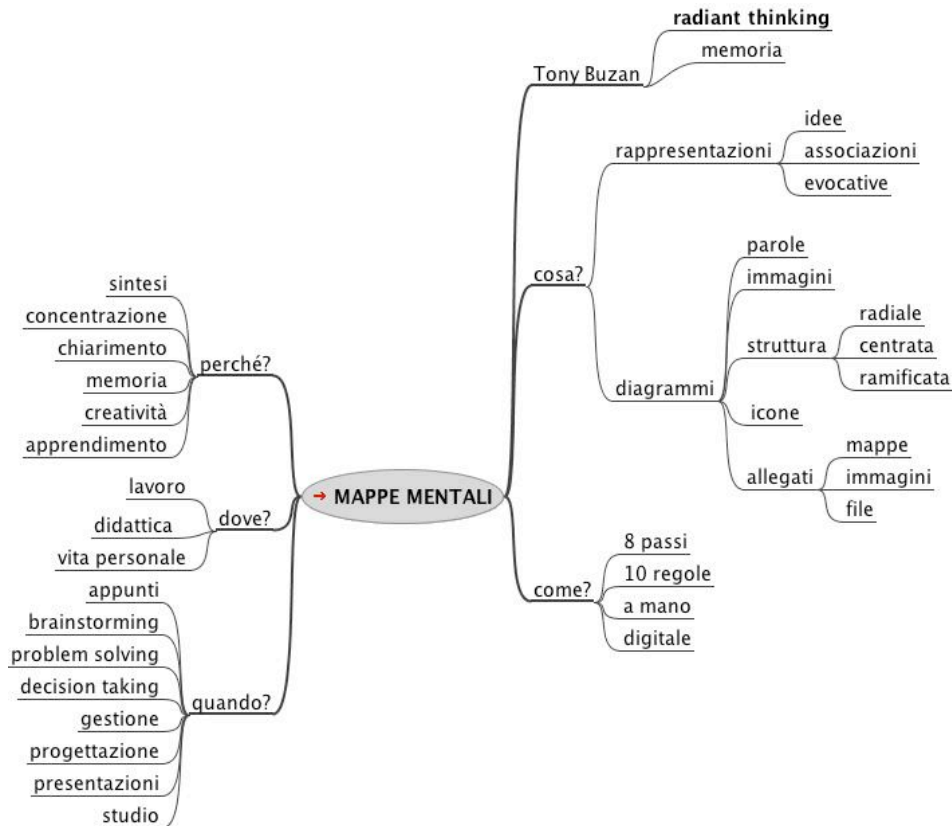 radiant thinking
memoria
Tony Buzan
idee
rappresentazioni
associazioni
evocative
cosa?
parole
immagini
struttura
radiale
centrata
ramificata
diagrammi
icone
allegati
mappe
immagini
file
come?
8 passi
10 regole
a mano
digitale
MAPPE MENTALI
perché?
sintesi
concentrazione
chiarimento
memoria
creatività
apprendimento
dove?
lavoro
didattica
vita personale
quando?
appunti
brainstorming
problem solving
decision taking
gestione
progettazione
presentazioni
studio